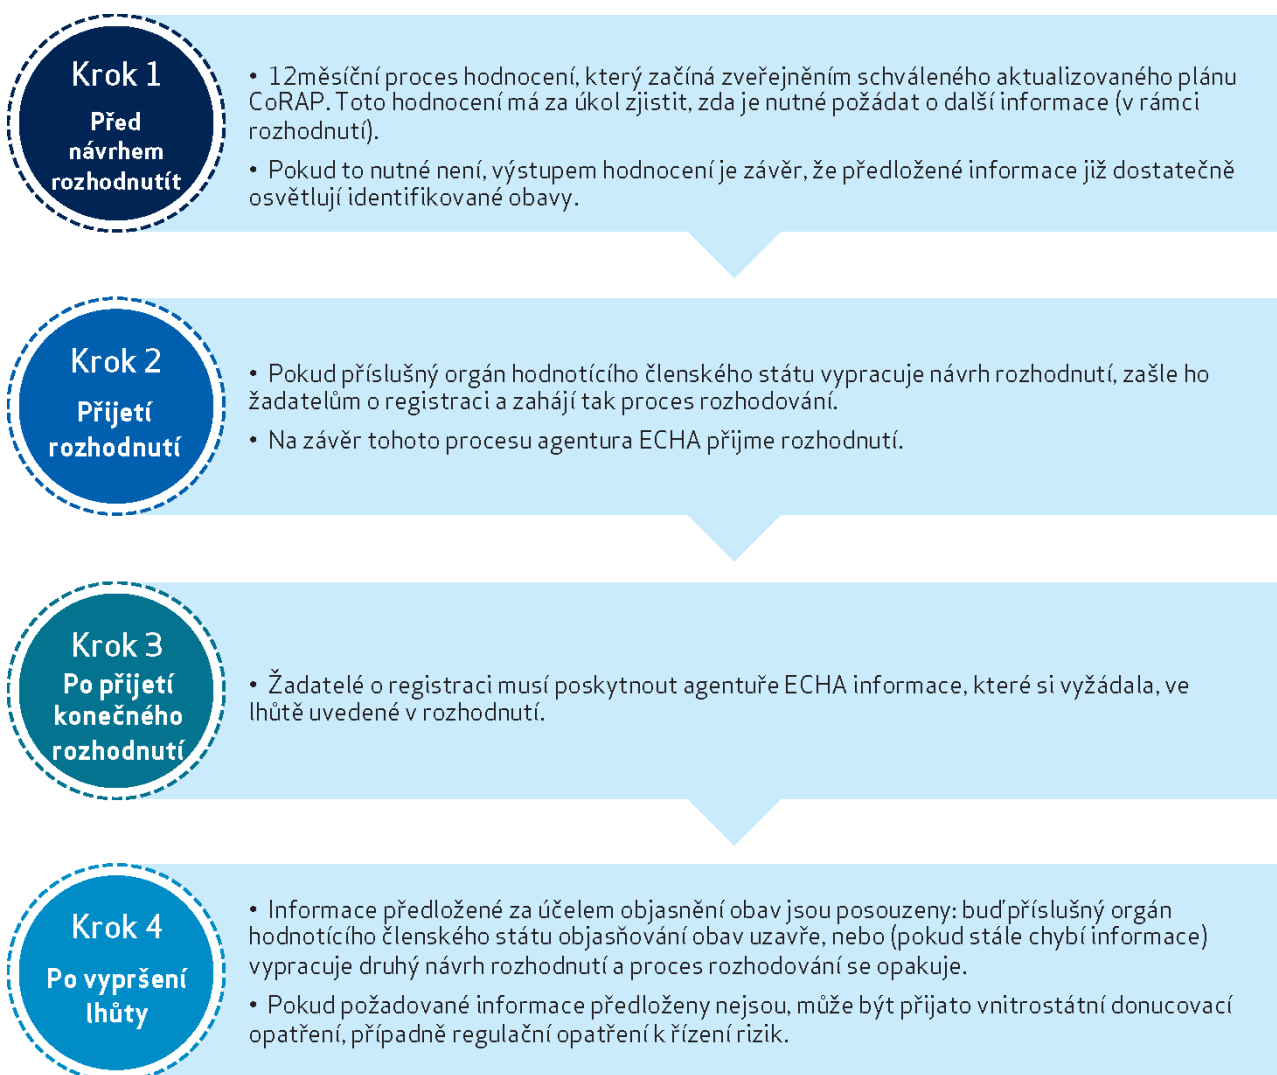 Krok 1
Před
návrhem
rozhodnutít
• 12měsíční proces hodnocení, který začíná zveřejněním schváleného aktualizovaného plánu
CoRAP. Toto hodnocení má za úkol zjistit, zda je nutné požádat o další informace (v rámci
rozhodnutí).
• Pokud to nutné není, výstupem hodnocení je závěr, že předložené informace již dostatečně
osvětlují identifikované obavy.
Krok 2
Přijetí
rozhodnutí
• Pokud příslušný orgán hodnotícího členského státu vypracuje návrh rozhodnutí, zašle ho
žadatelům o registraci a zahájí tak proces rozhodování.
• Na závěr tohoto procesu agentura ECHA přijme rozhodnutí.
Krok 3
Po přijetí
konečného
rozhodnutí
• Žadatelé o registraci musí poskytnout agentuře ECHA informace, které si vyžádala, ve
lhůtě uvedené v rozhodnutí.
Krok 4
Po vypršení
lhůty
• Informace předložené za účelem objasnění obav jsou posouzeny: buď příslušný orgán
hodnotícího členského státu objasňování obav uzavře, nebo (pokud stále chybí informace)
vypracuje druhý návrh rozhodnutí a proces rozhodování se opakuje.
• Pokud požadované informace předloženy nejsou, může být přijato vnitrostátní donucovací
opatření, případně regulační opatření k řízení rizik.